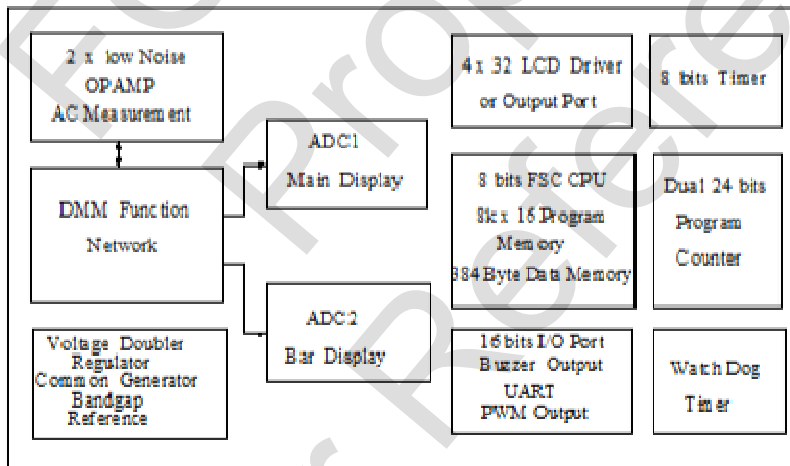 2 x low Noise
OPAMP
AC Measurement
DMM Function
Network
Voltage Doubler
Regulator
Common Generator
Bandgap
Reference
ADC1
Main Display
ADC2
Bar Display
4 x 32 LCD Driver
or Output Port
8 bits FSC CPU
8k x 16 Program
Memory
384 Byte Data Memory
16 bits I/O Port
Buzzer Output
UART
PWM Output
8 bits Timer
Dual 24 bits
Program
Counter
Watch Dog
Timer